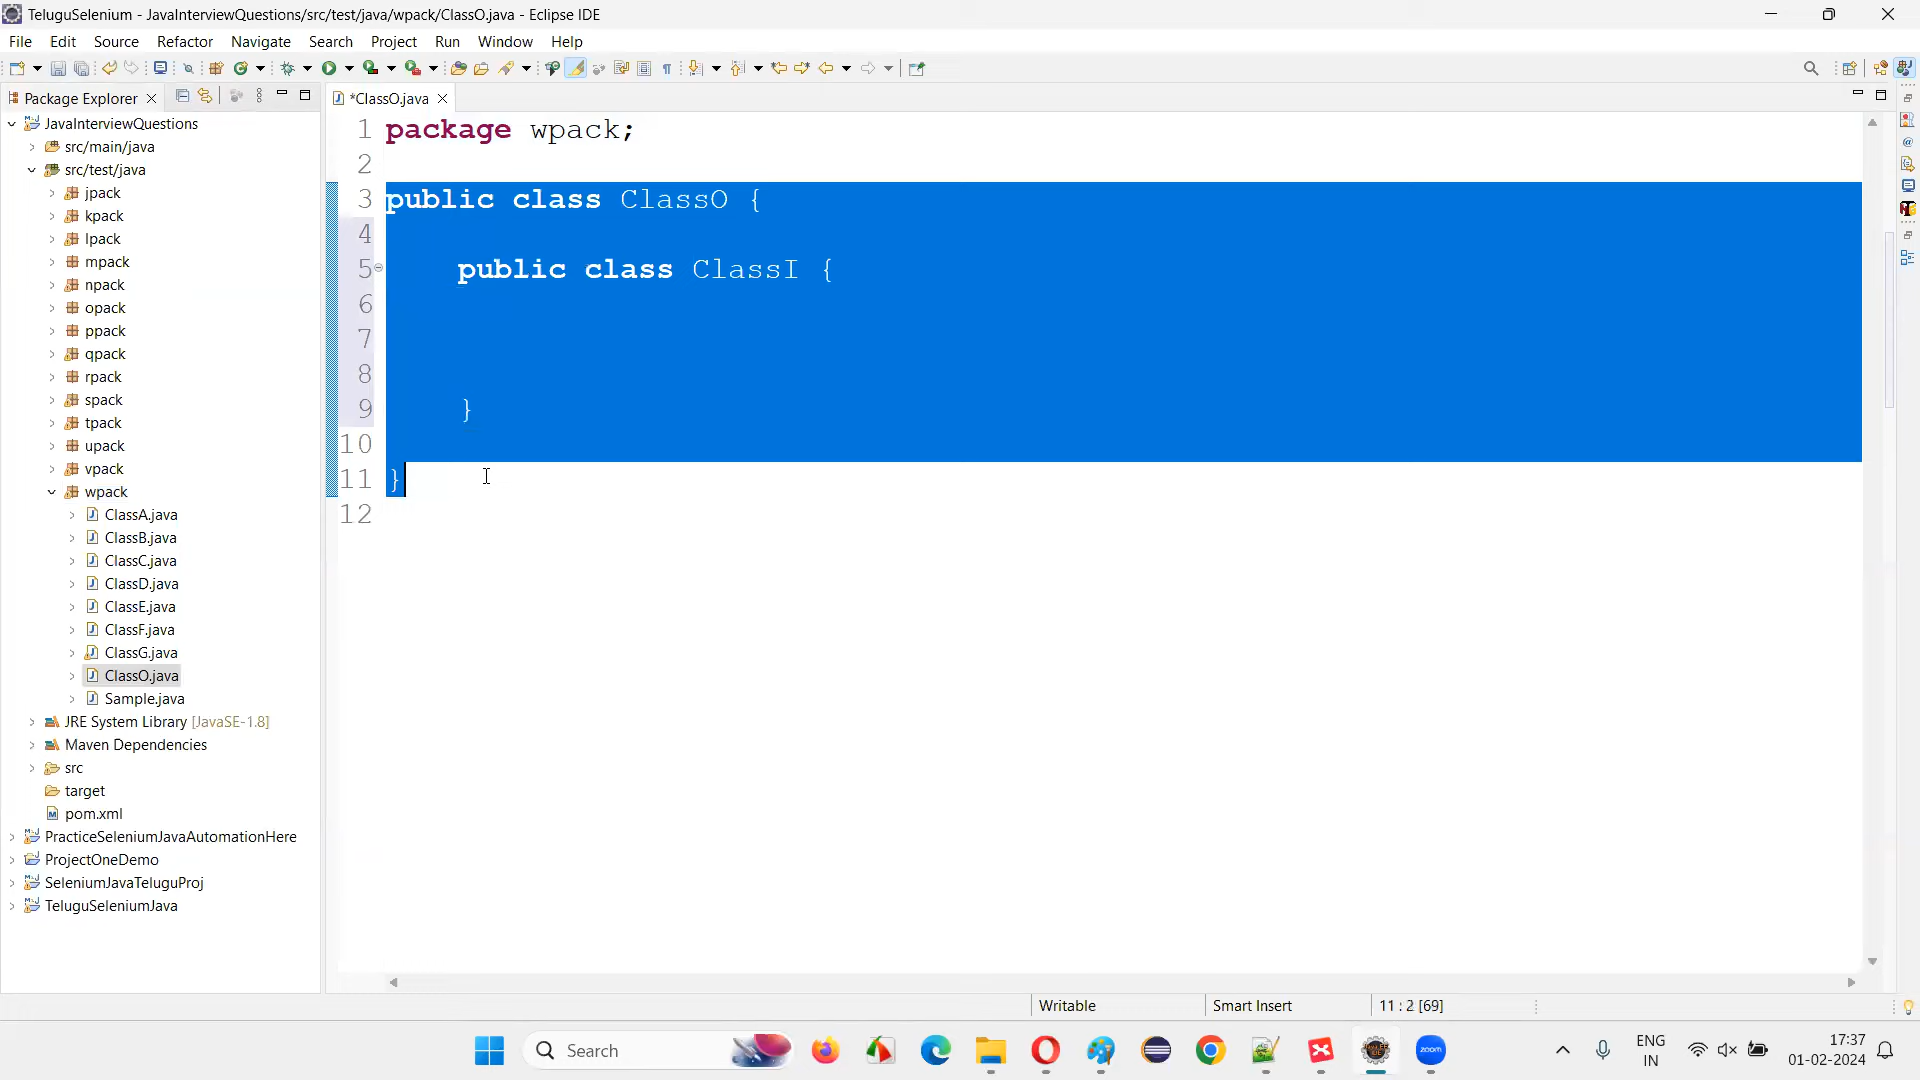 TeluguSelenium - JavaInterviewQuestions/src/test/java/wpack/ClassO.java - Eclipse IDE
File Edit Source Refactor Navigate Search Project Run Window Help
Package Explorer
*ClassO.java
JavaInterviewQuestions
src/main/java
src/test/java
jpack
kpack
lpack
mpack
npack
opack
ppack
qpack
rpack
spack
tpack
upack
vpack
wpack
ClassA.java
ClassB.java
ClassC.java
ClassD.java
ClassE.java
ClassF.java
ClassG.java
ClassO.java
Sample.java
JRE System Library [JavaSE-1.8]
Maven Dependencies
src
target
pom.xml
PracticeSeleniumJavaAutomationHere
ProjectOneDemo
SeleniumJavaTeluguProj
TeluguSeleniumJava
1 package wpack;
2
3 public class ClassO {
4
5 public class ClassI {
6
7
8
9 }
10
11 }
12
Writable Smart Insert 11 : 2 [69]
Search
zoom
ENG
IN
17:37
01-02-2024